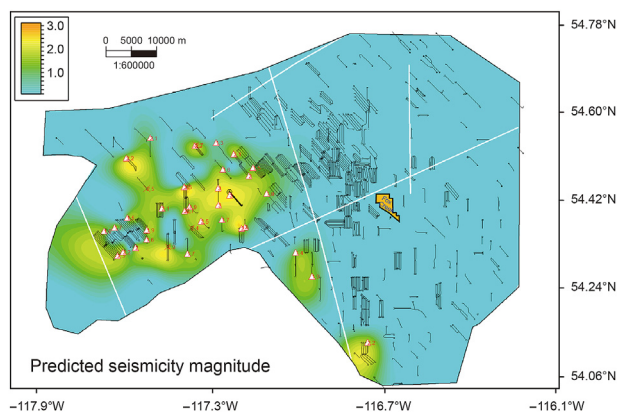 3.0
2.0
1.0
0 5000 10000 m
1:600000
54.78°N
54.60°N
54.42°N
54.24°N
54.06°N
Predicted seismicity magnitude
−117.9°W −117.3°W −116.7°W −116.1°W